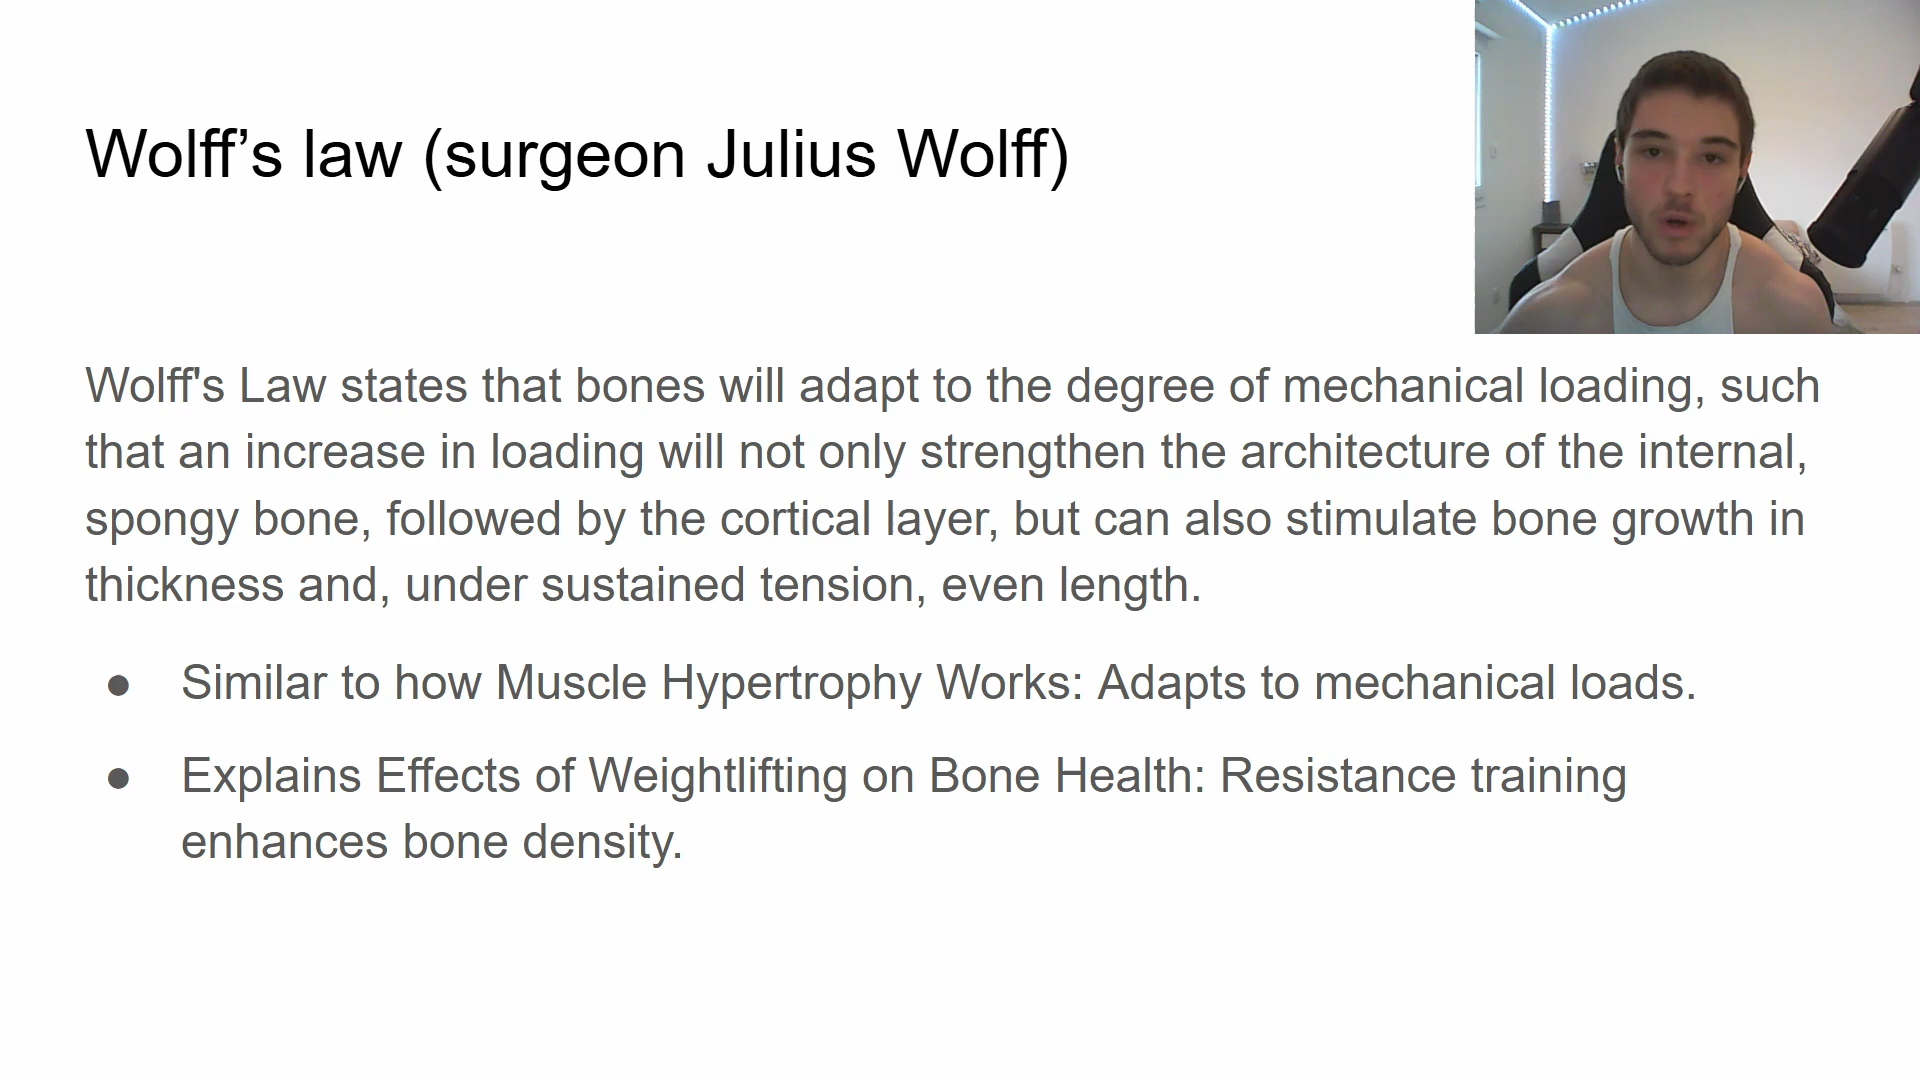 Wolff’s law (surgeon Julius Wolff)
Wolff's Law states that bones will adapt to the degree of mechanical loading, such
that an increase in loading will not only strengthen the architecture of the internal,
spongy bone, followed by the cortical layer, but can also stimulate bone growth in
thickness and, under sustained tension, even length.
● Similar to how Muscle Hypertrophy Works: Adapts to mechanical loads.
● Explains Effects of Weightlifting on Bone Health: Resistance training
enhances bone density.